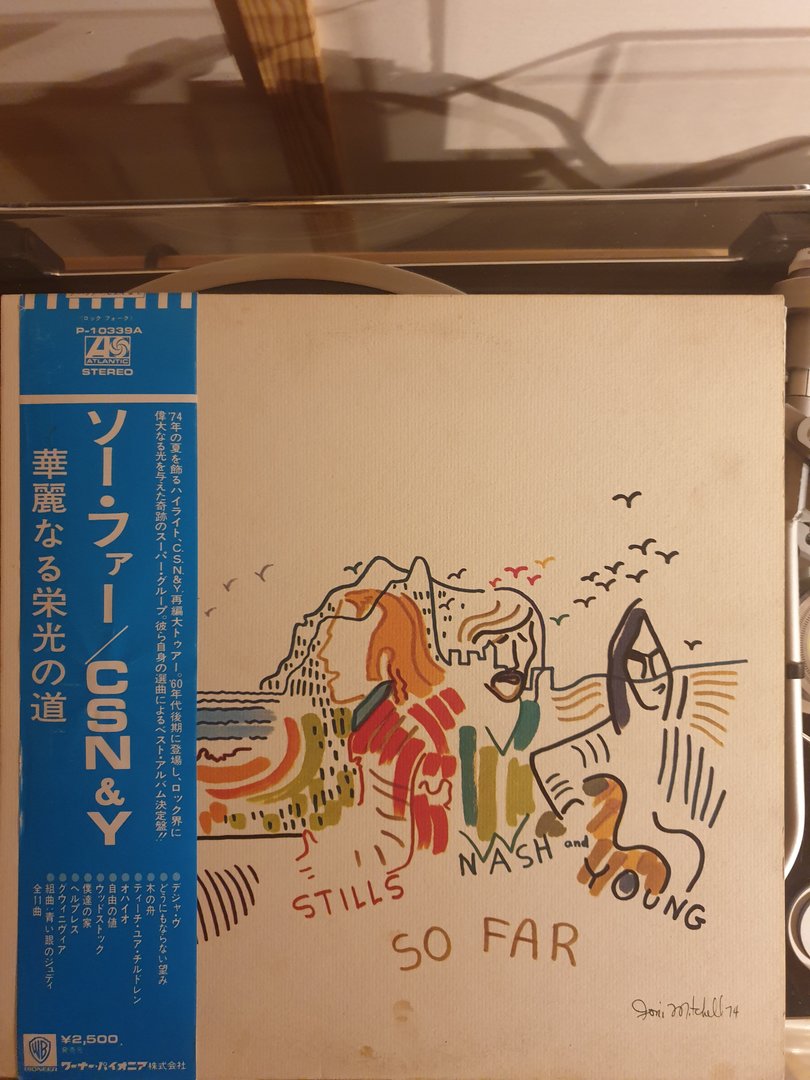 (ロック フォーク)
P-10339A
ATLANTIC
STEREO
ソー・ファー/CSN&Y
華麗なる栄光の道
'74年の夏を飾るハイライト、C.S.N.&Y.再編大トゥアー。'60年代後期に登場し、ロック界に
偉大なる光を与えた奇跡のスーパー・グループ。彼ら自身の選曲によるベスト・アルバム決定盤!!
●デジャ・ヴ
●どうにもならない望み
●木の舟
●ティーチ・ユア・チルドレン
●オハイオ
●自由の値
●ウッドストック
●僕達の家
●ヘルプレス
●グウィニヴィア
●組曲:青い眼のジュディ
全11曲
¥2,500
発売元
WB
PIONEER
ワーナー・パイオニア株式会社
STILLS
NASH and
YOUNG
SO FAR
Joni Mitchell 74